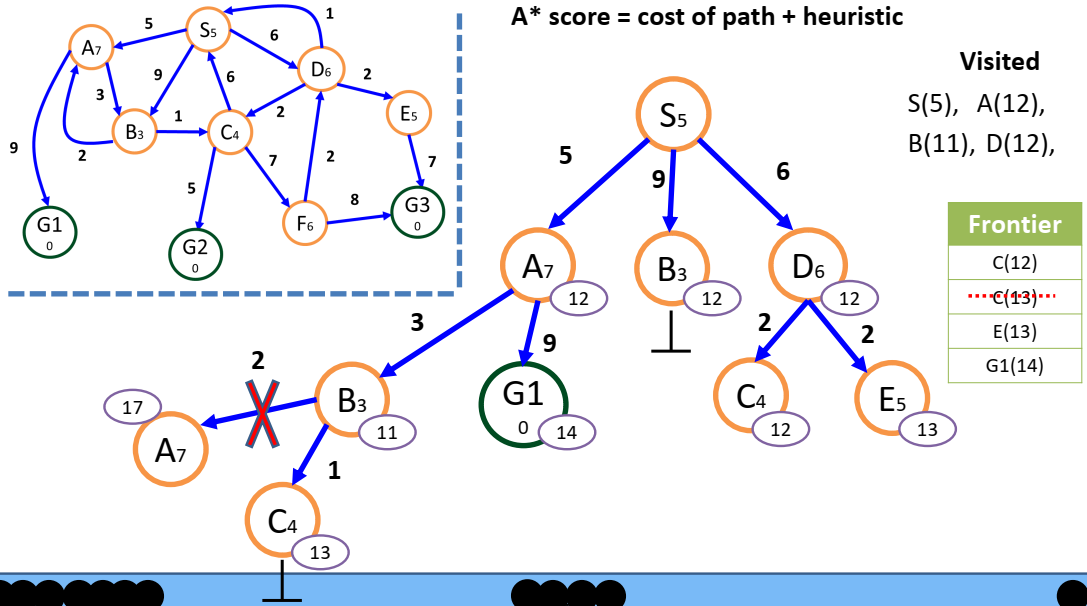 A* score = cost of path + heuristic
1
5
S5
6
A7
D6
9
6
2
3
2
E5
B3
1
C4
9
2
7
2
7
5
8
G3
0
F6
G1
0
G2
0
Visited
S(5), A(12),
B(11), D(12),
S5
5
9
6
Frontier
C(12)
C(13)
E(13)
G1(14)
A7
12
B3
12
D6
12
3
9
2
2
2
17
A7
B3
11
G1
0
14
C4
12
E5
13
1
C4
13